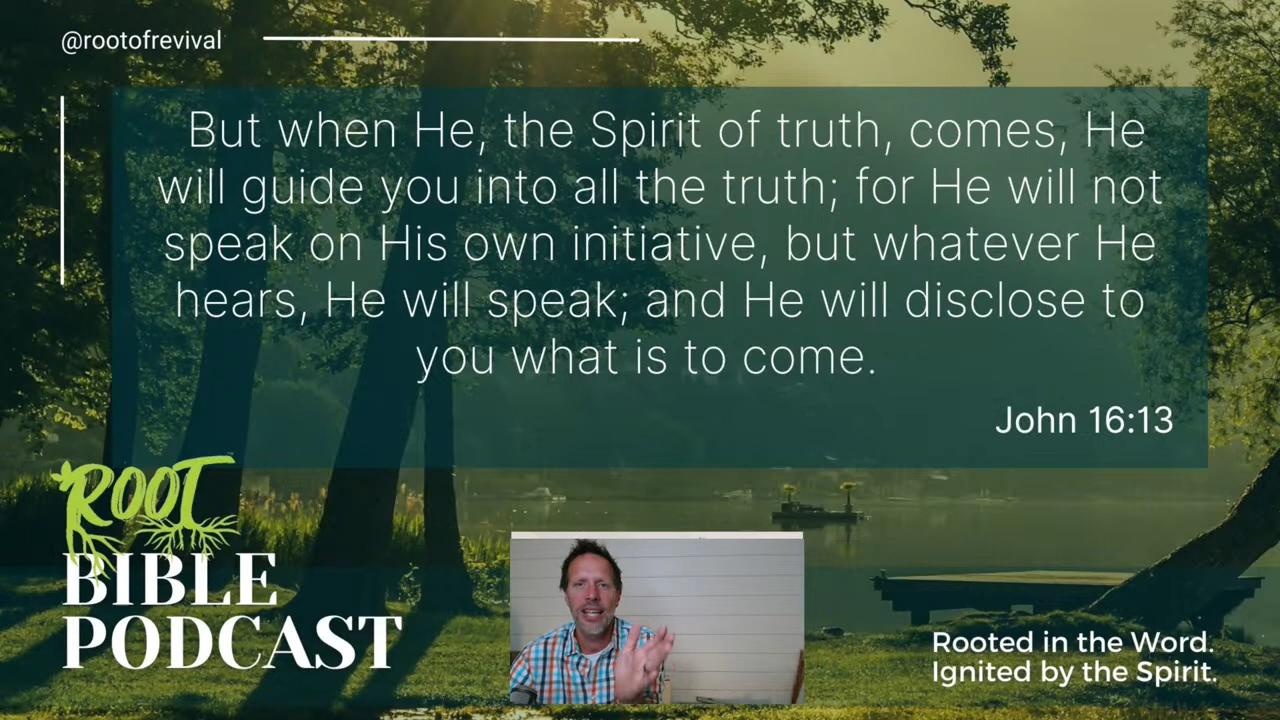 @rootofrevival
But when He, the Spirit of truth, comes, He
will guide you into all the truth; for He will not
speak on His own initiative, but whatever He
hears, He will speak; and He will disclose to
you what is to come.
John 16:13
ROOT
BIBLE
PODCAST
Rooted in the Word.
Ignited by the Spirit.